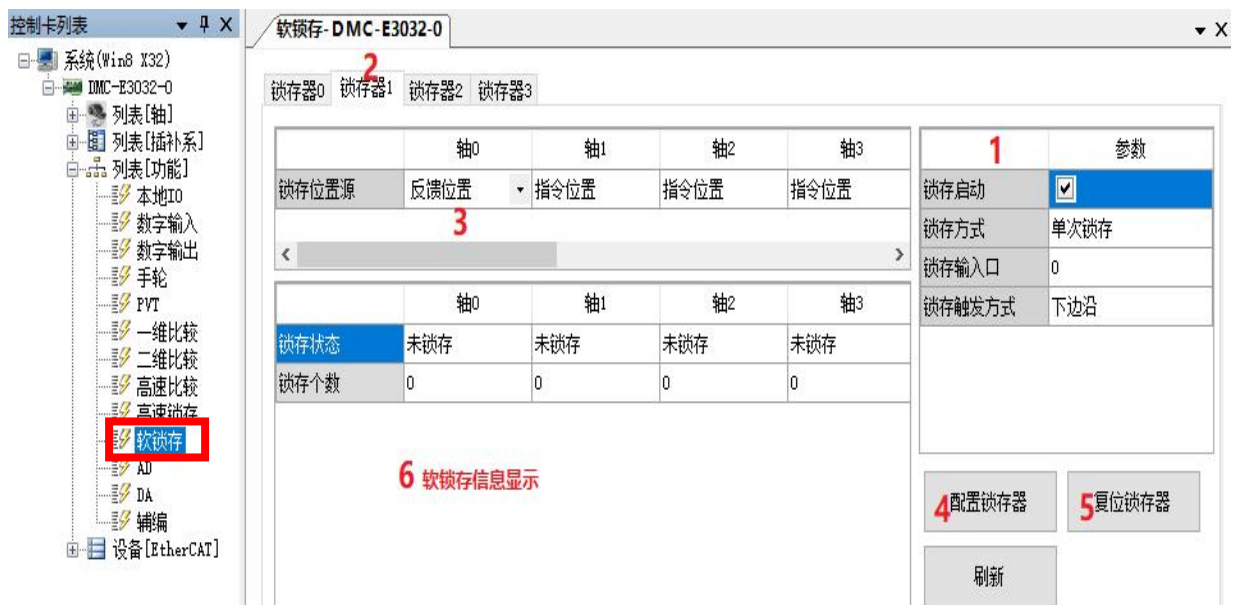 控制卡列表
系统(Win8 X32)
DMC-E3032-0
列表[轴]
列表[插补系]
列表[功能]
本地IO
数字输入
数字输出
手轮
PVT
一维比较
二维比较
高速比较
高速锁存
软锁存
AD
DA
辅编
设备[EtherCAT]
软锁存-DMC-E3032-0
2
锁存器0 锁存器1 锁存器2 锁存器3
轴0 轴1 轴2 轴3
锁存位置源 反馈位置 指令位置 指令位置 指令位置
3
轴0 轴1 轴2 轴3
锁存状态 未锁存 未锁存 未锁存 未锁存
锁存个数 0 0 0 0
6 软锁存信息显示
1 参数
锁存启动
锁存方式 单次锁存
锁存输入口 0
锁存触发方式 下边沿
4配置锁存器 5复位锁存器
刷新